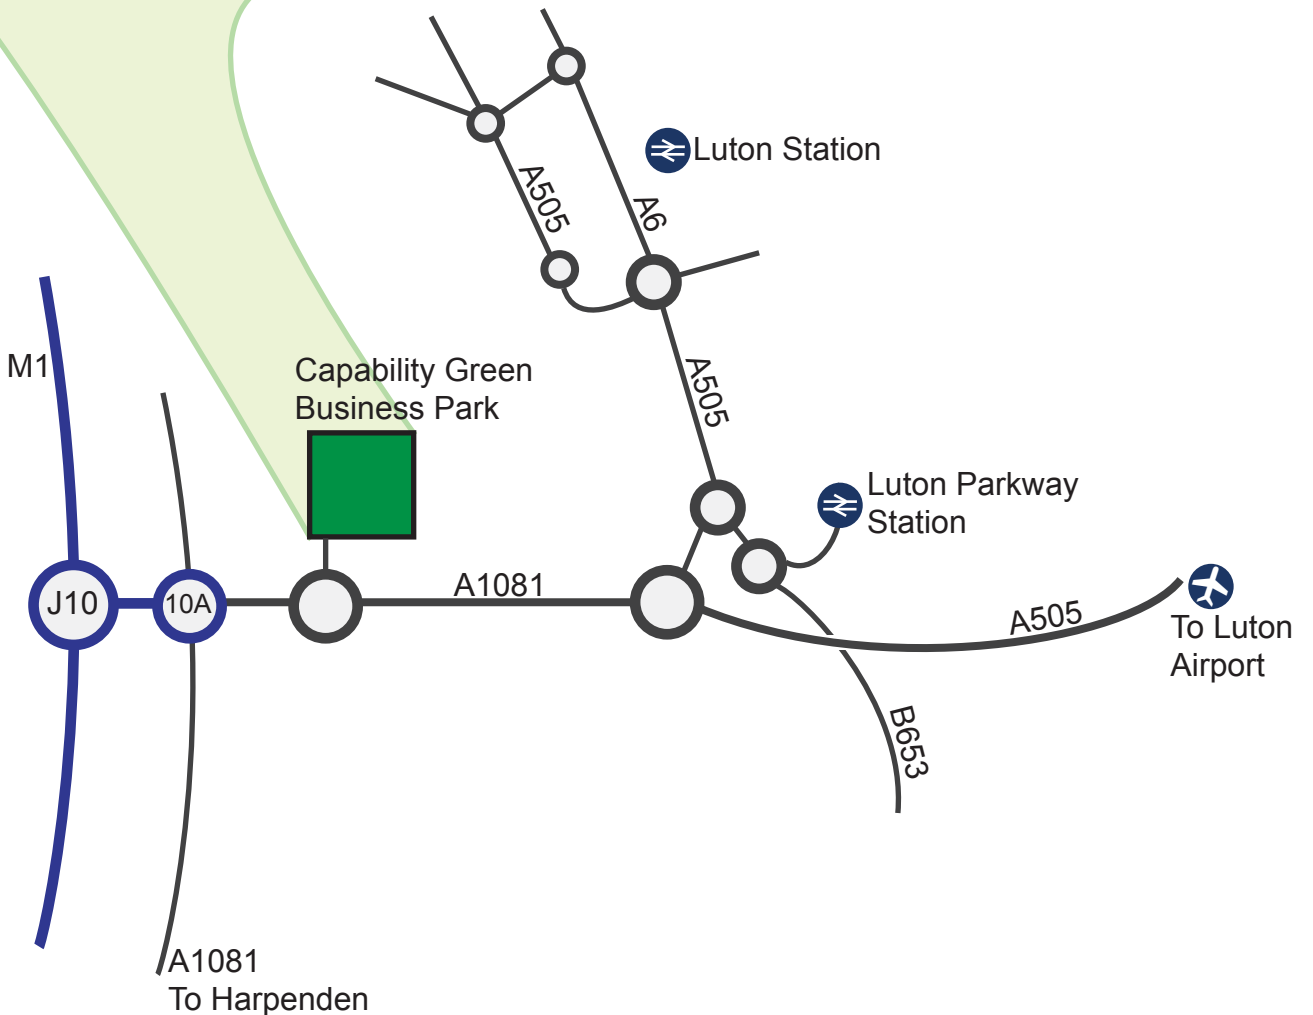 Luton Station
A505
A6
M1
Capability Green
Business Park
A505
Luton Parkway
Station
A1081
J10
10A
A505
To Luton
Airport
B653
A1081
To Harpenden